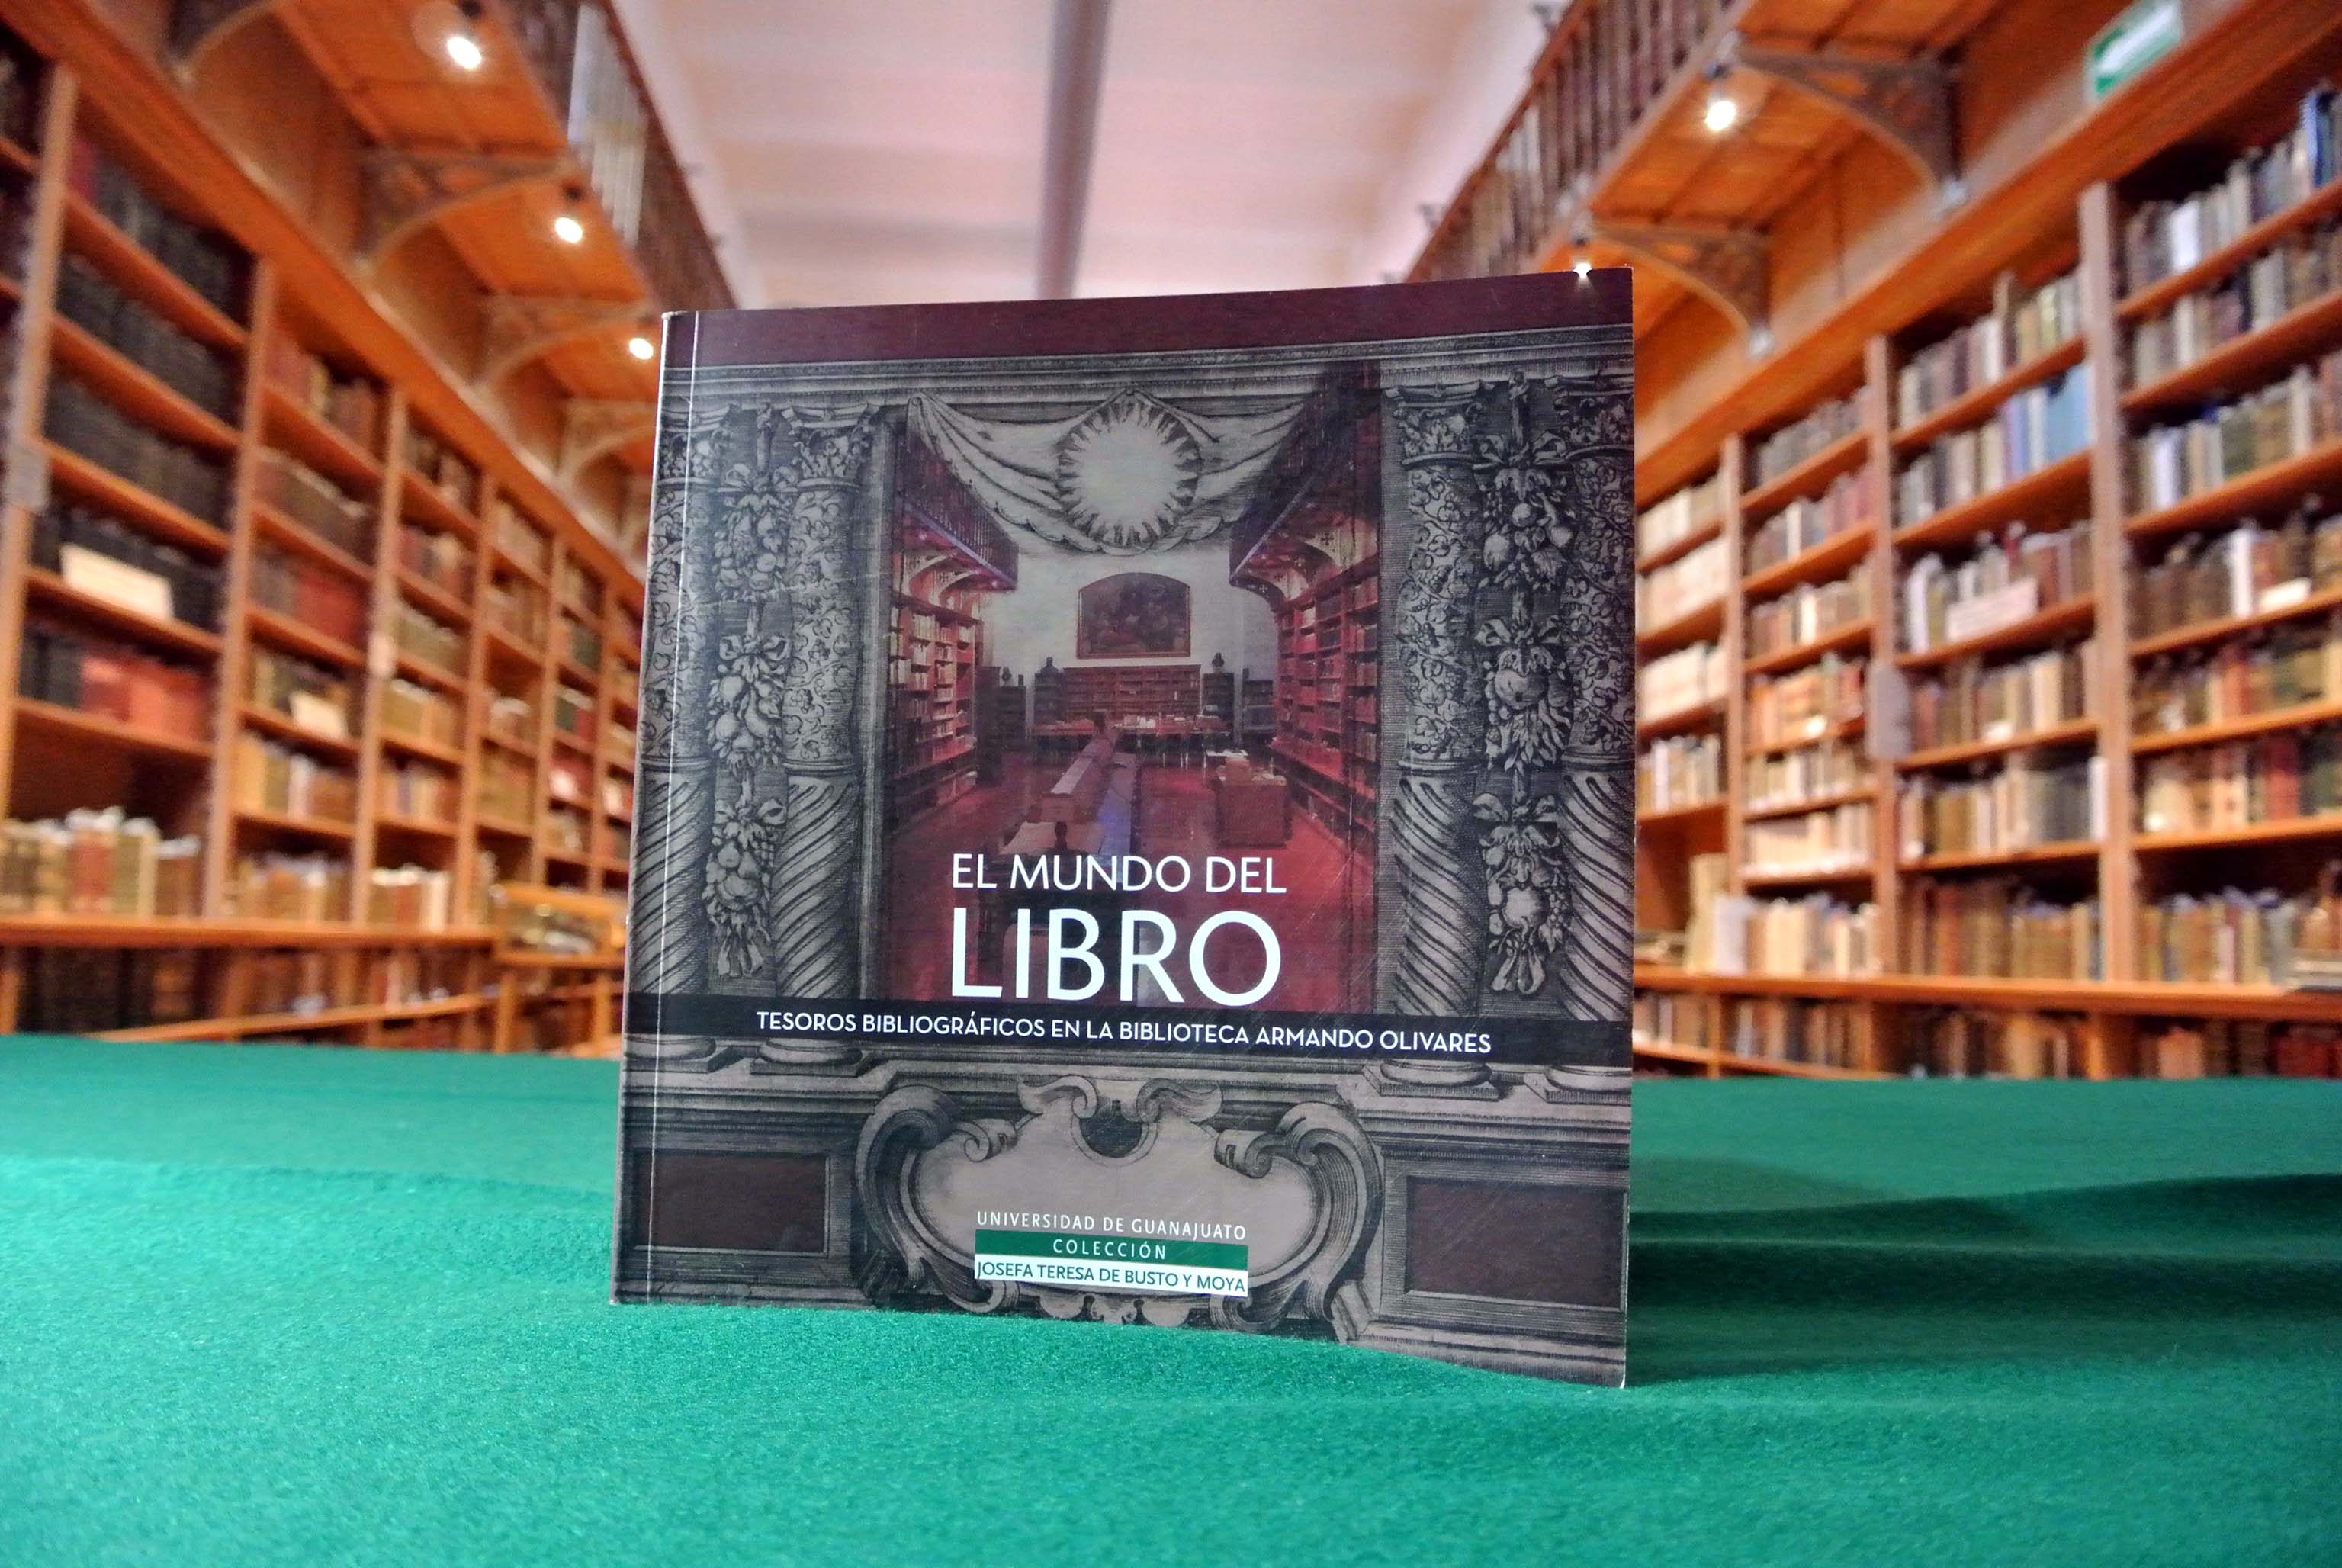 EL MUNDO DEL
LIBRO
TESOROS BIBLIOGRÁFICOS EN LA BIBLIOTECA ARMANDO OLIVARES
UNIVERSIDAD DE GUANAJUATO
COLECCIÓN
JOSEFA TERESA DE BUSTO Y MOYA